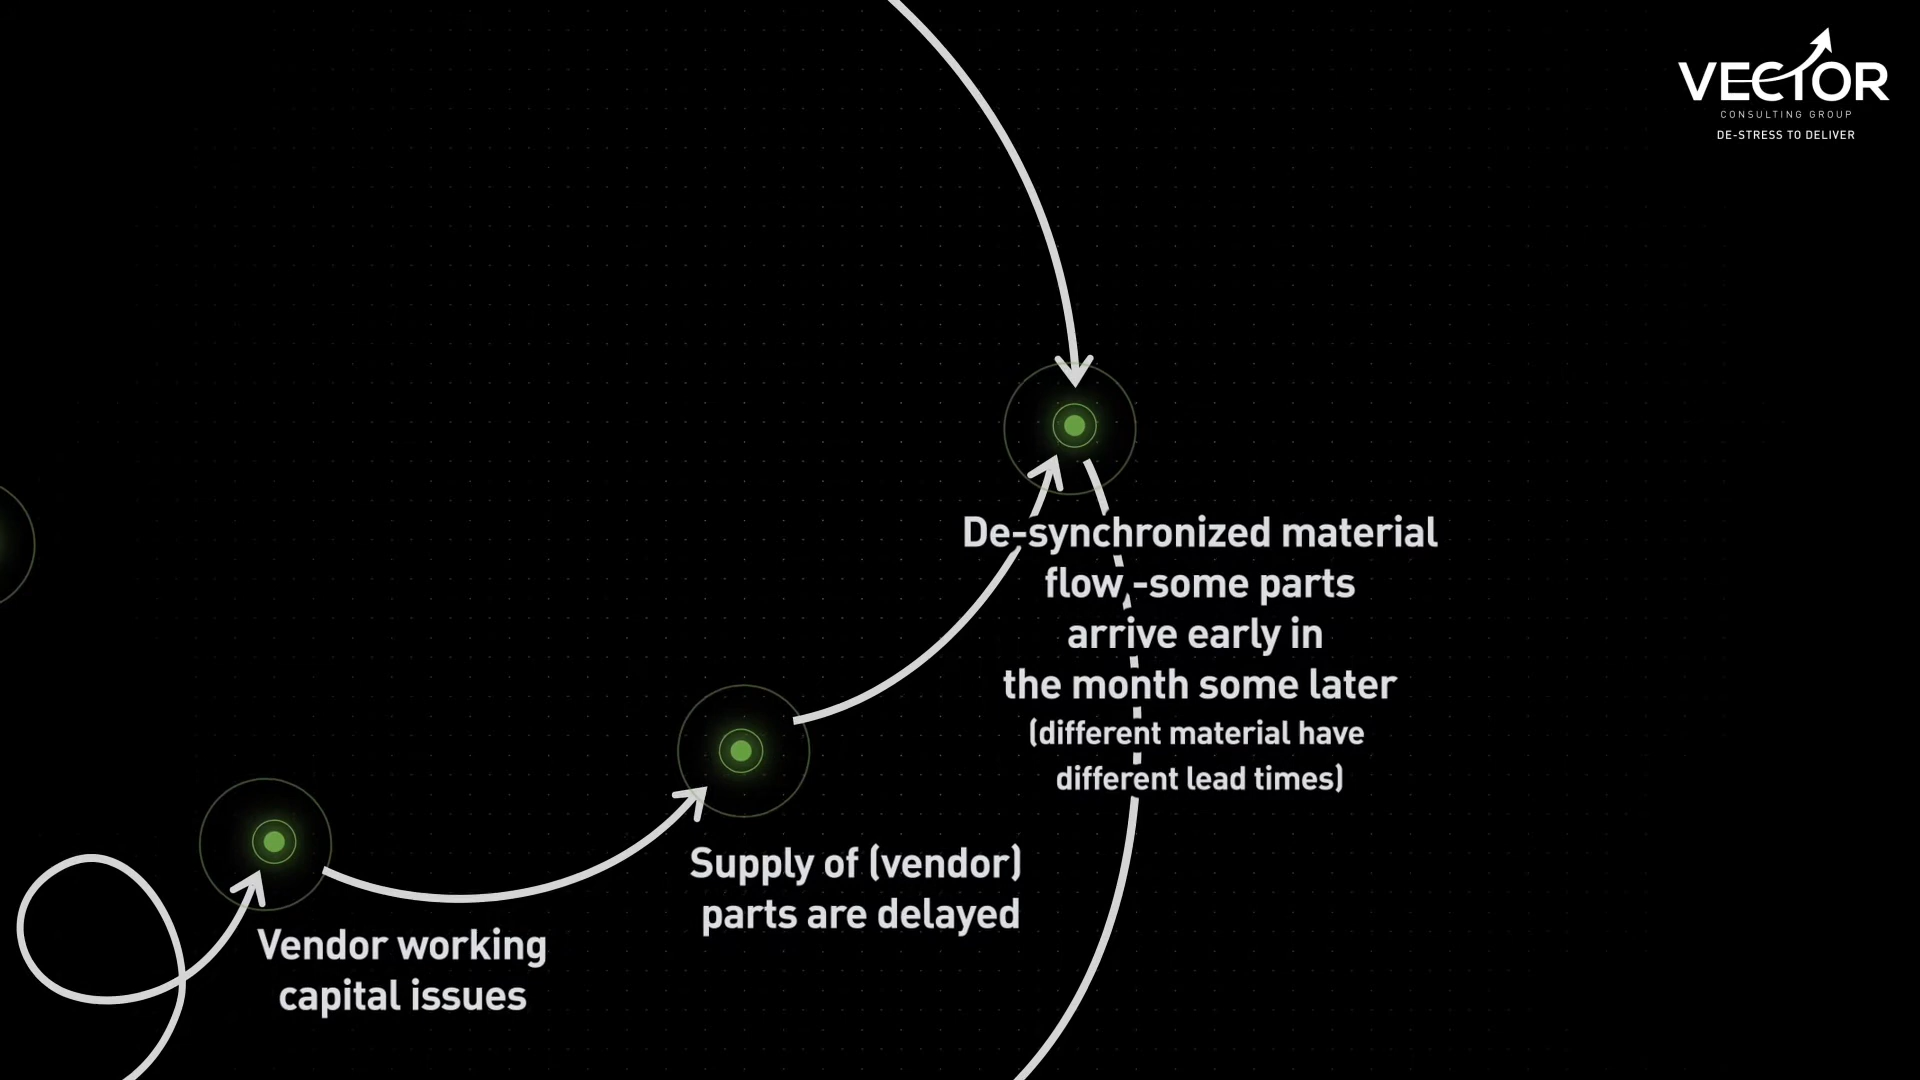 VECTOR
CONSULTING GROUP
DE-STRESS TO DELIVER
De-synchronized material
flow -some parts
arrive early in
the month some later
(different material have
different lead times)
Supply of (vendor)
parts are delayed
Vendor working
capital issues